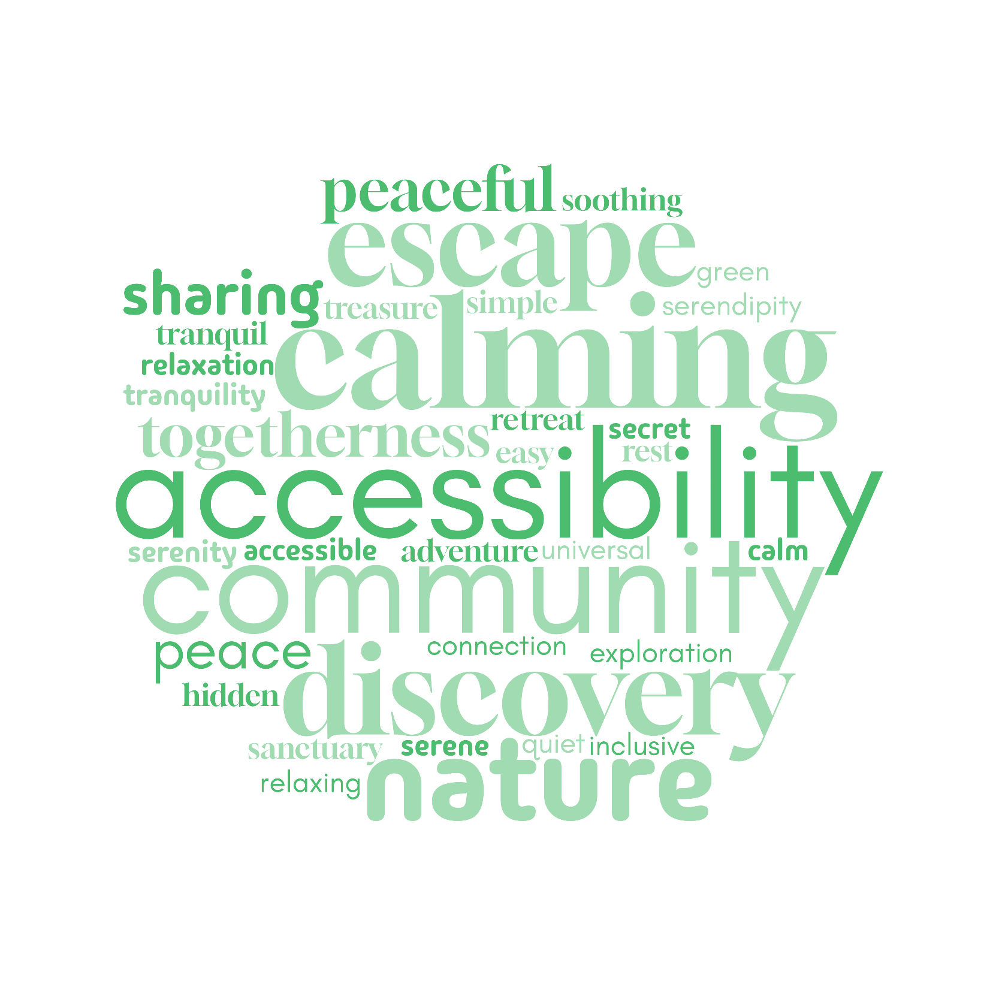 peaceful soothing
escape
green
sharing treasure simple serendipity
tranquil
calming
relaxation
tranquility
togetherness retreat secret
easy rest
accessibility
serenity accessible adventure universal calm
community
peace connection exploration
discovery
hidden
sanctuary serene quiet inclusive
relaxing nature